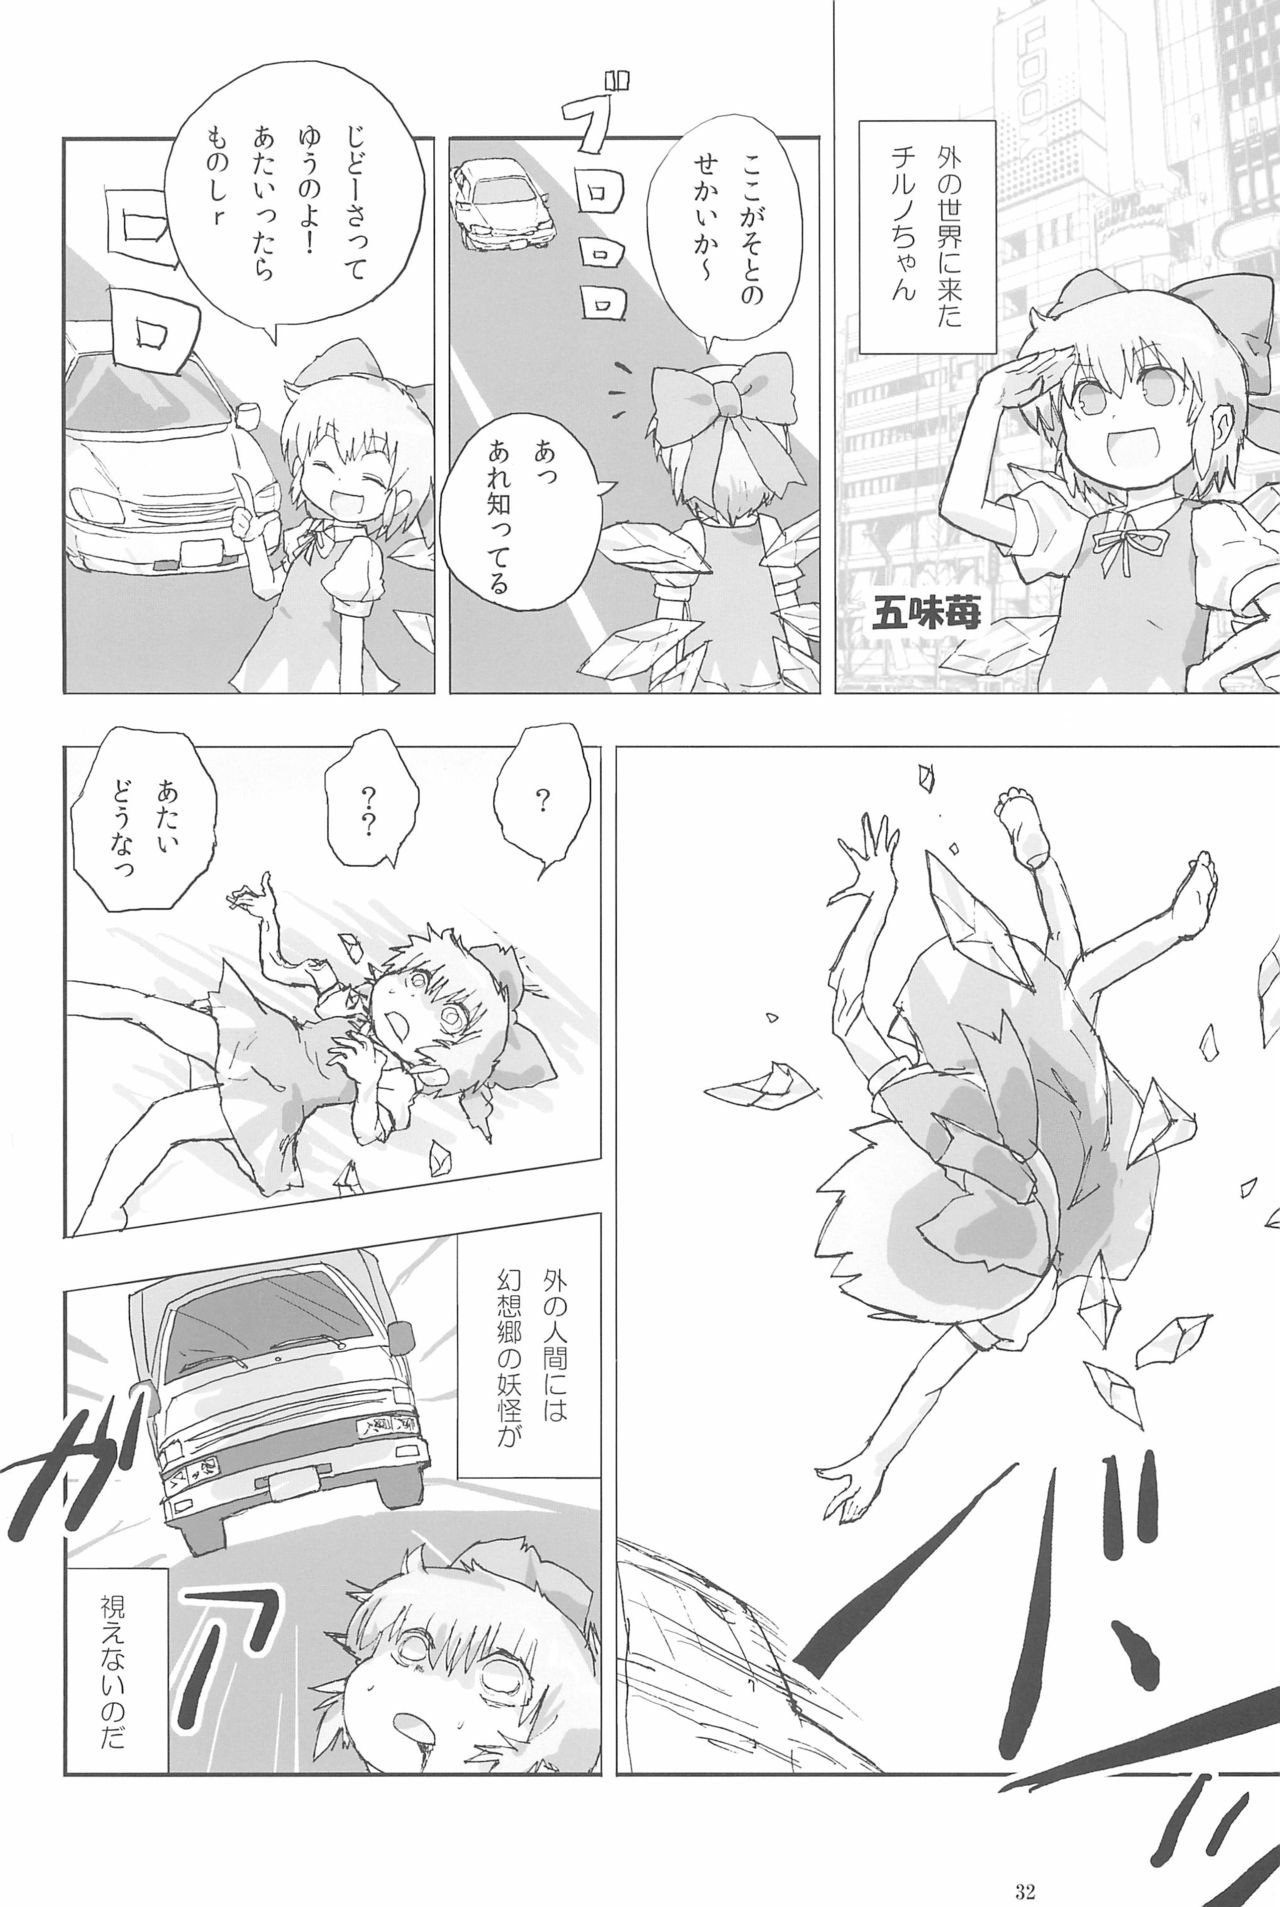 外の世界に来た
チルノちゃん
五味苺
ここがそとの
せかいか～
ブロロロロ
あっ
あれ知ってる
じどーさって
ゆうのよ！
あたいったら
ものしｒ
バンッ
？
？？
あたい
どうなっ
外の人間には
幻想郷の妖怪が
ガァ
視えないのだ
32